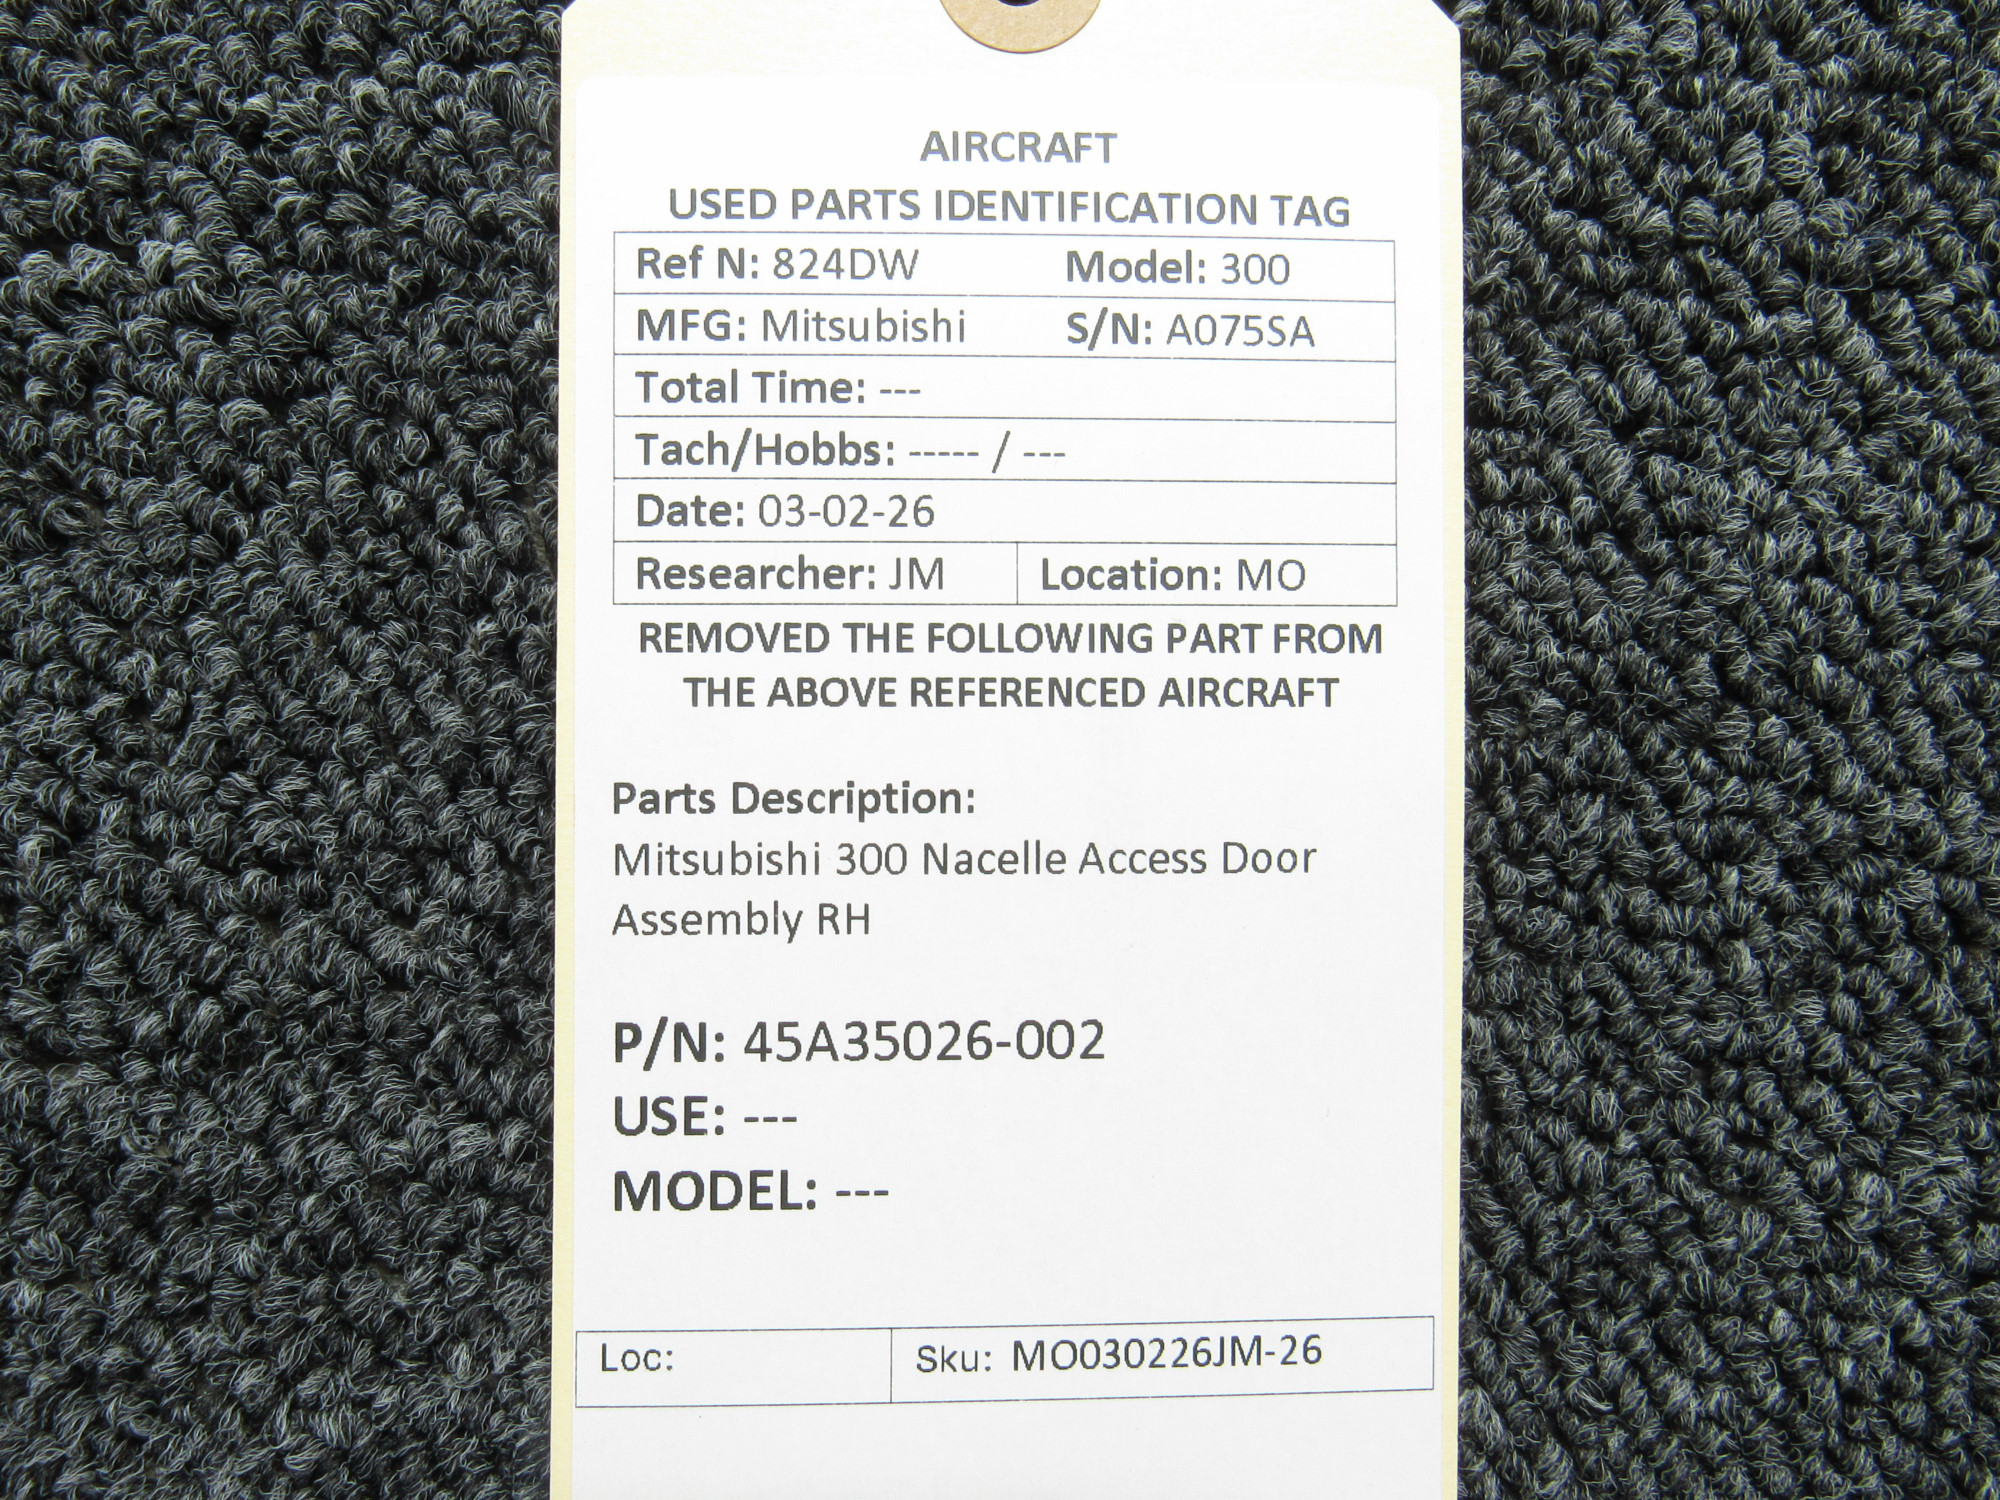 AIRCRAFT
USED PARTS IDENTIFICATION TAG
Ref N: 824DW Model: 300
MFG: Mitsubishi S/N: A075SA
Total Time: ---
Tach/Hobbs: ----- / ---
Date: 03-02-26
Researcher: JM Location: MO
REMOVED THE FOLLOWING PART FROM
THE ABOVE REFERENCED AIRCRAFT
Parts Description:
Mitsubishi 300 Nacelle Access Door
Assembly RH
P/N: 45A35026-002
USE: ---
MODEL: ---
Loc: Sku: MO030226JM-26